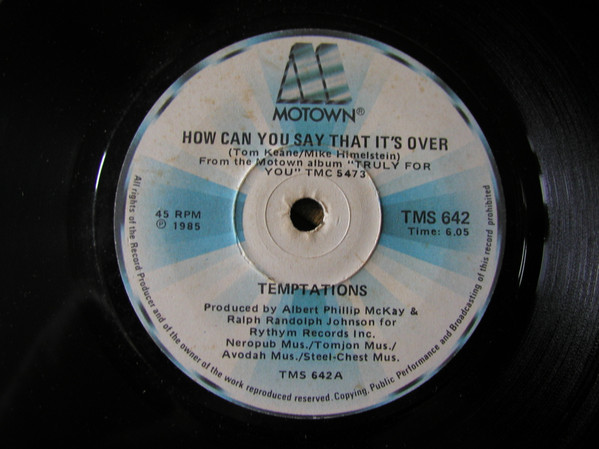 MOTOWN®
HOW CAN YOU SAY THAT IT'S OVER
(Tom Keane/Mike Himelstein)
From the Motown album "TRULY FOR
YOU" TMC 5473
45 RPM
℗ 1985
TMS 642
Time: 6.05
TEMPTATIONS
Produced by Albert Phillip McKay &
Ralph Randolph Johnson for
Rythym Records Inc.
Neropub Mus./Tomjon Mus./
Avodah Mus./Steel-Chest Mus.
TMS 642A
All rights of the Record Producer and of the owner of the work reproduced reserved. Copying, Public Performance and Broadcasting of this record prohibited